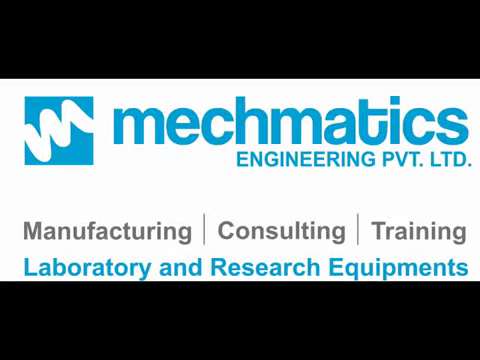 mechmatics
ENGINEERING PVT. LTD.
Manufacturing | Consulting | Training
Laboratory and Research Equipments